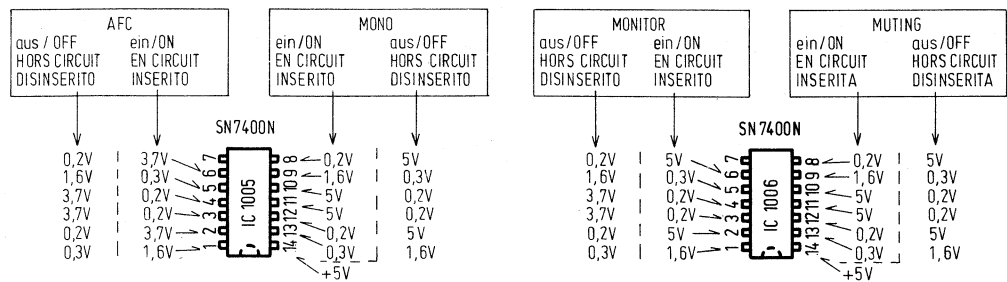 AFC
aus/OFF ein/ON
HORS CIRCUIT EN CIRCUIT
DISINSERITO INSERITO
MONO
ein/ON aus/OFF
EN CIRCUIT HORS CIRCUIT
INSERITO DISINSERITO
SN7400N
0,2V 3,7V 7 8 0,2V 5V
1,6V 0,3V 6 9 1,6V 0,3V
3,7V 0,2V 5 10 5V 0,2V
3,7V 0,2V 4 11 5V 0,2V
0,2V 3,7V 3 12 0,2V 5V
0,3V 1,6V 2 13 0,3V 1,6V
1 14
IC 1005
+5V
MONITOR
aus/OFF ein/ON
HORS CIRCUIT EN CIRCUIT
DISINSERITO INSERITO
MUTING
ein/ON aus/OFF
EN CIRCUIT HORS CIRCUIT
INSERITA DISINSERITA
SN7400N
0,2V 5V 7 8 0,2V 5V
1,6V 0,3V 6 9 1,6V 0,3V
3,7V 0,2V 5 10 5V 0,2V
3,7V 0,2V 4 11 5V 0,2V
0,2V 5V 3 12 0,2V 5V
0,3V 1,6V 2 13 0,3V 1,6V
1 14
IC 1006
+5V